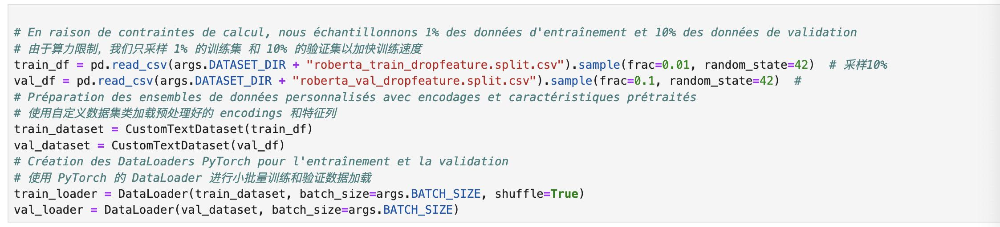 # En raison de contraintes de calcul, nous échantillonnons 1% des données d'entraînement et 10% des données de validation
# 由于算力限制，我们只采样 1% 的训练集 和 10% 的验证集以加快训练速度
train_df = pd.read_csv(args.DATASET_DIR + "roberta_train_dropfeature.split.csv").sample(frac=0.01, random_state=42)  # 采样10%
val_df = pd.read_csv(args.DATASET_DIR + "roberta_val_dropfeature.split.csv").sample(frac=0.1, random_state=42)  #
# Préparation des ensembles de données personnalisés avec encodages et caractéristiques prétraités
# 使用自定义数据集类加载预处理好的 encodings 和特征列
train_dataset = CustomTextDataset(train_df)
val_dataset = CustomTextDataset(val_df)
# Création des DataLoaders PyTorch pour l'entraînement et la validation
# 使用 PyTorch 的 DataLoader 进行小批量训练和验证数据加载
train_loader = DataLoader(train_dataset, batch_size=args.BATCH_SIZE, shuffle=True)
val_loader = DataLoader(val_dataset, batch_size=args.BATCH_SIZE)